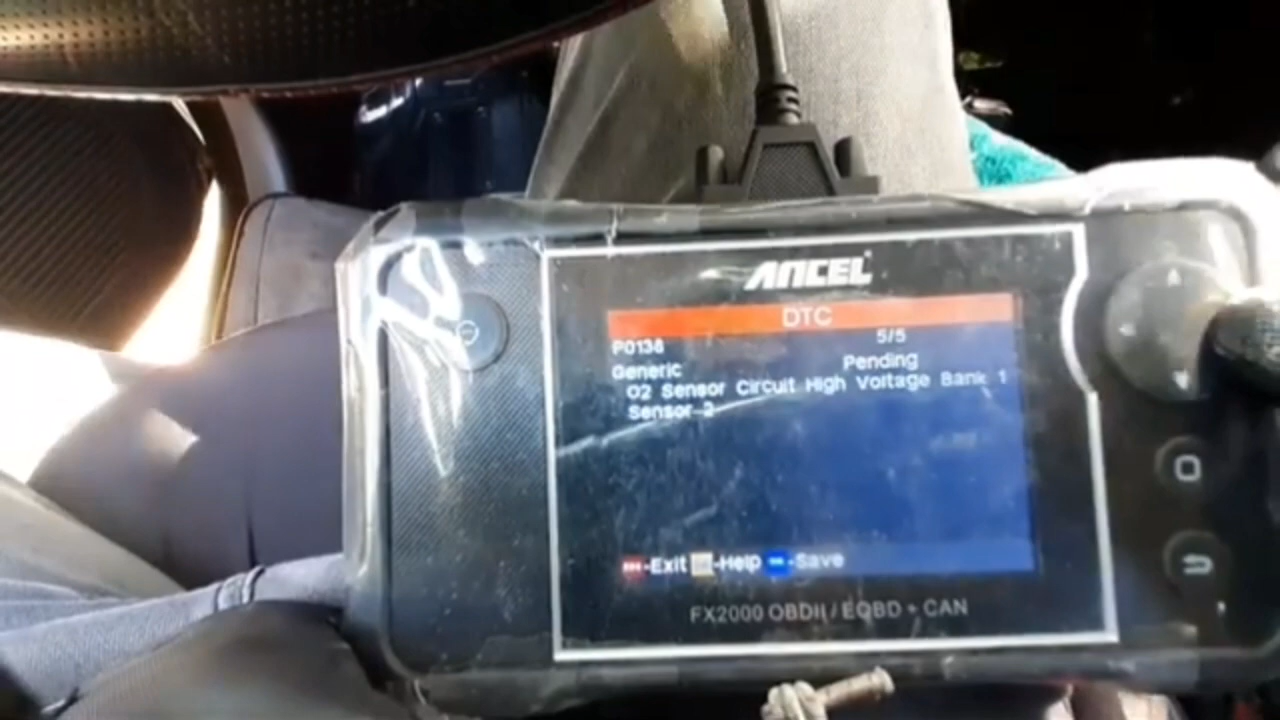 ANCEL
DTC
P0138 5/5
Generic Pending
O2 Sensor Circuit High Voltage Bank 1
Sensor 2
-Exit -Help -Save
FX2000 OBDII / EOBD + CAN